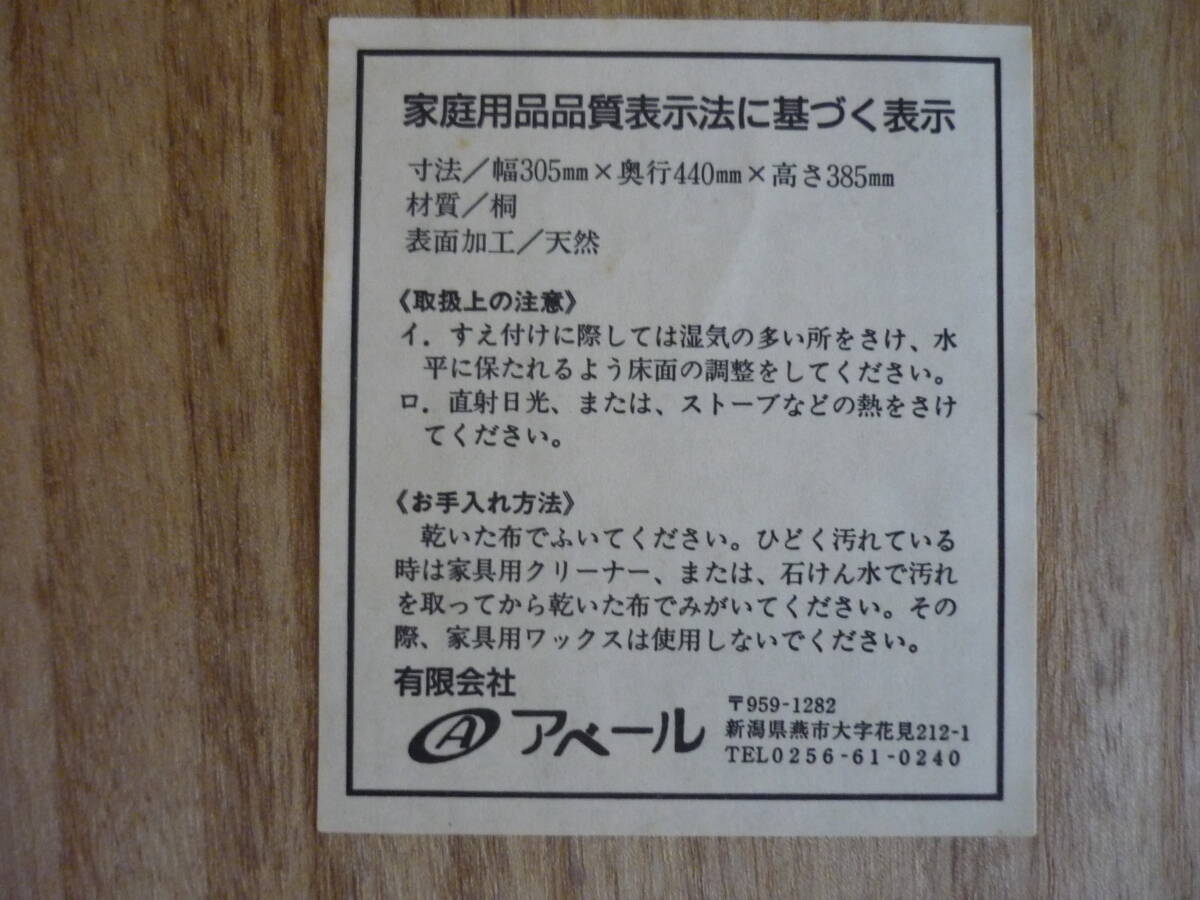 家庭用品品質表示法に基づく表示
寸法／幅305㎜×奥行440㎜×高さ385㎜
材質／桐
表面加工／天然
《取扱上の注意》
イ．すえ付けに際しては湿気の多い所をさけ、水
平に保たれるよう床面の調整をしてください。
ロ．直射日光、または、ストーブなどの熱をさけ
てください。
《お手入れ方法》
乾いた布でふいてください。ひどく汚れている
時は家具用クリーナー、または、石けん水で汚れ
を取ってから乾いた布でみがいてください。その
際、家具用ワックスは使用しないでください。
有限会社
A アベール
〒959-1282
新潟県燕市大字花見212-1
TEL0256-61-0240